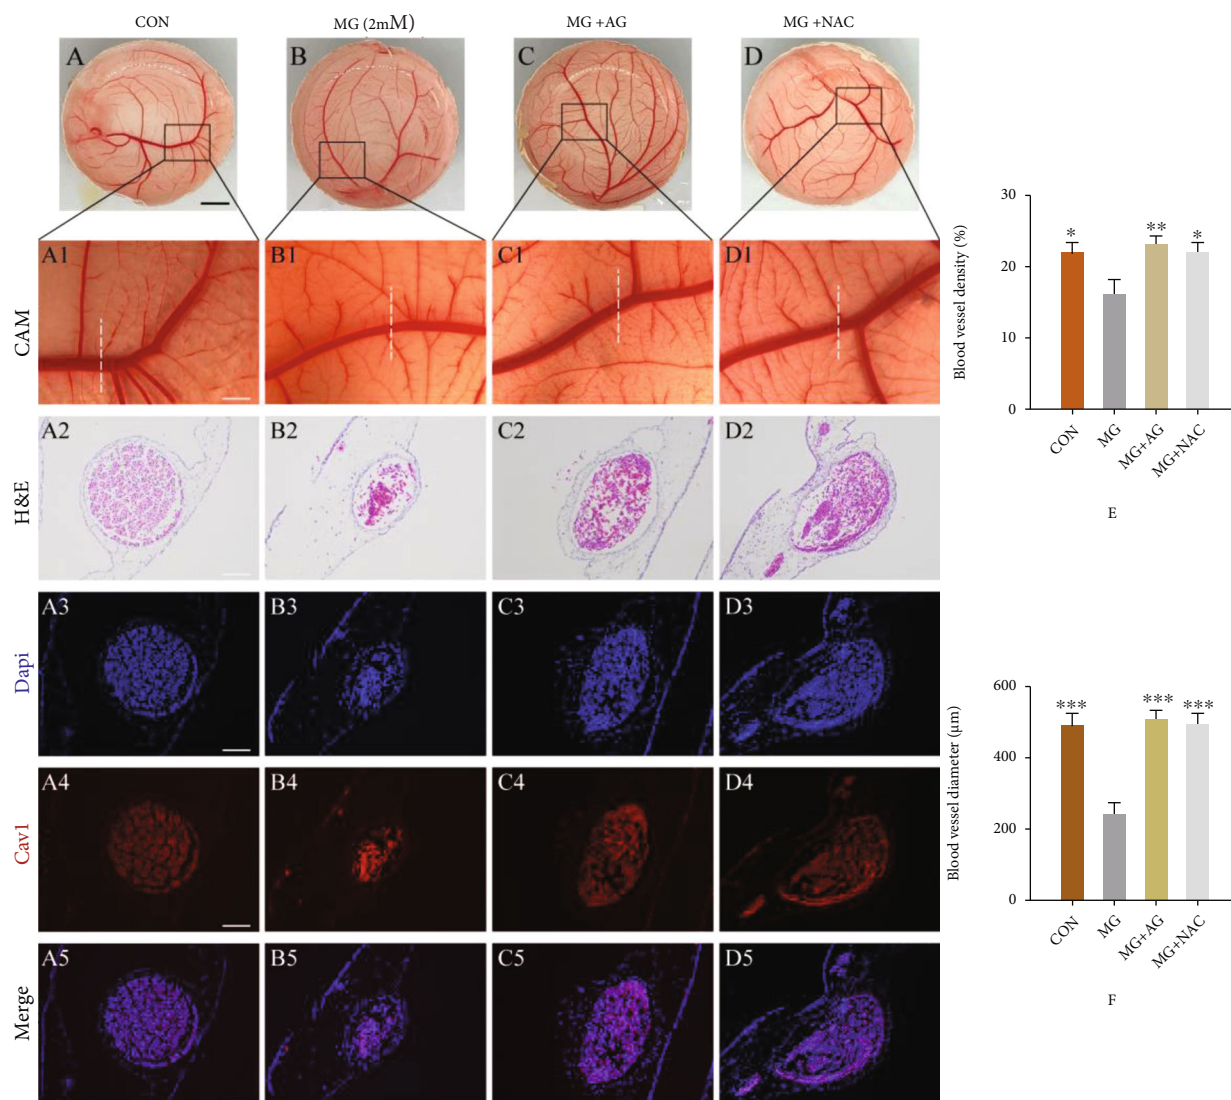 CON
MG (2mM)
MG +AG
MG +NAC
A
B
C
D
CAM
A1
B1
C1
D1
H&E
A2
B2
C2
D2
Dapi
A3
B3
C3
D3
Cav1
A4
B4
C4
D4
Merge
A5
B5
C5
D5
Blood vessel density (%)
30
20
10
0
*
**
*
CON
MG
MG+AG
MG+NAC
E
Blood vessel diameter (μm)
600
400
200
0
***
***
***
CON
MG
MG+AG
MG+NAC
F